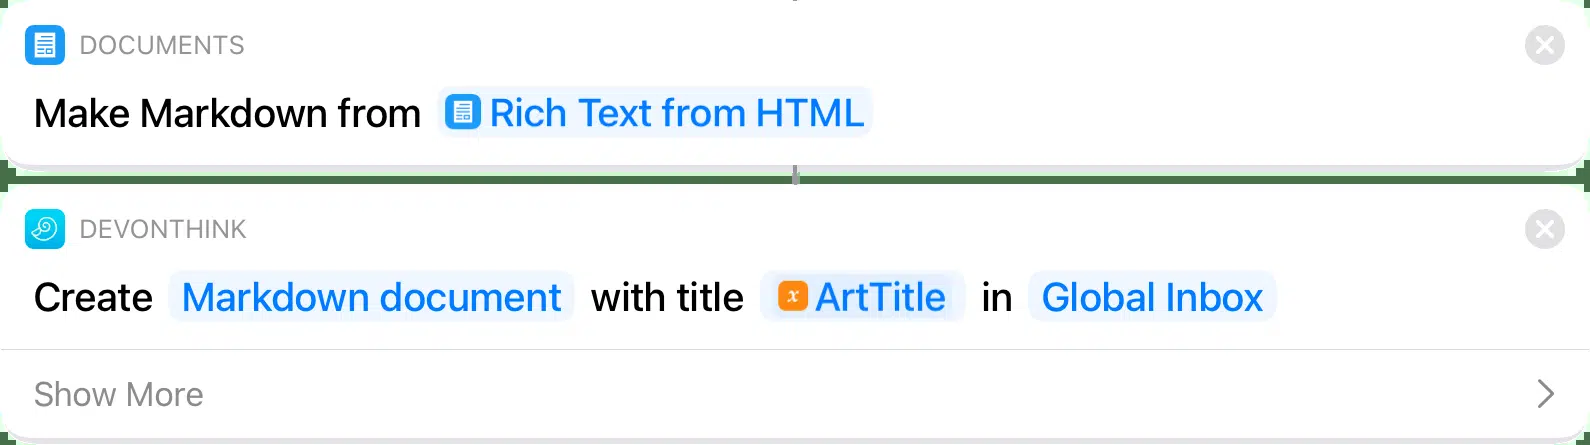 DOCUMENTS
Make Markdown from Rich Text from HTML
DEVONTHINK
Create Markdown document with title ArtTitle in Global Inbox
Show More